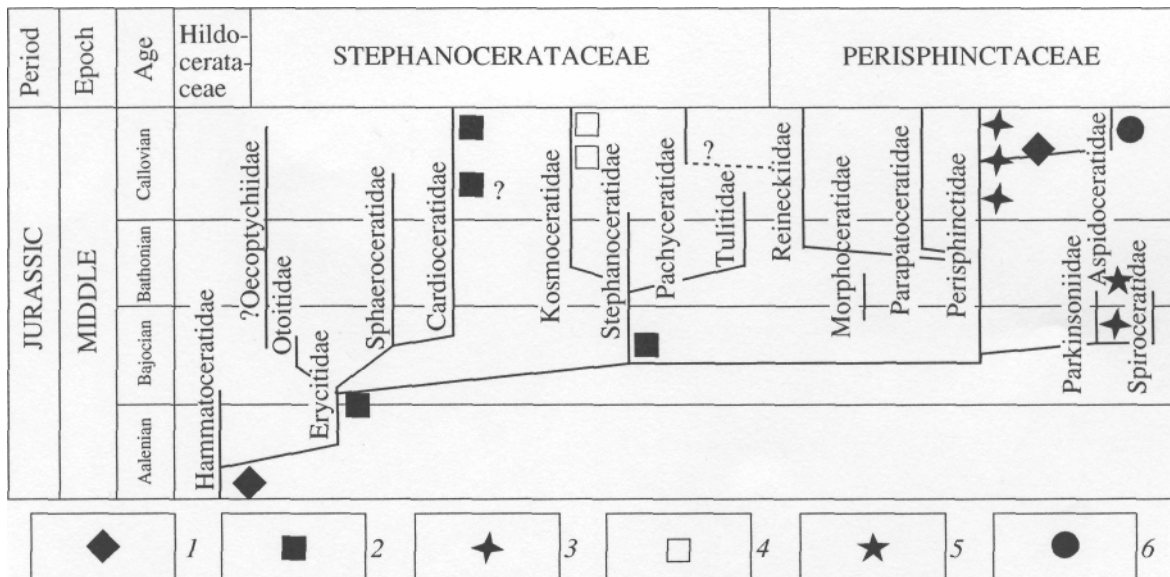 Period
Epoch
Age
Hildo-
cerata-
ceae
STEPHANOCERATACEAE
PERISPHINCTACEAE
JURASSIC
MIDDLE
Callovian
Bathonian
Bajocian
Aalenian
Hammatoceratidae
?Oecoptychiidae
Otoitidae
Erycitidae
Sphaeroceratidae
Cardioceratidae
?
Kosmoceratidae
Stephanoceratidae
Pachyceratidae
?
Tulitidae
Reineckiidae
Morphoceratidae
Parapatoceratidae
Perisphinctidae
Parkinsoniidae
Aspidoceratidae
Spiroceratidae
1
2
3
4
5
6